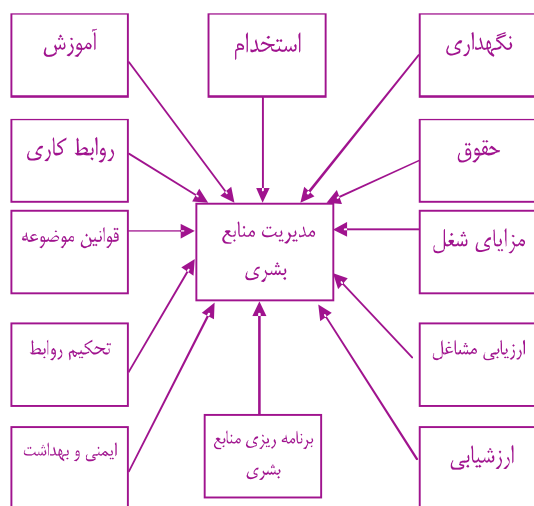 نگهداری
استخدام
آموزش
حقوق
روابط کاری
مزایای شغل
مدیریت منابع
بشری
قوانین موضوعه
ارزیابی مشاغل
تحکیم روابط
ارزشیابی
برنامه ریزی منابع
بشری
ایمنی و بهداشت